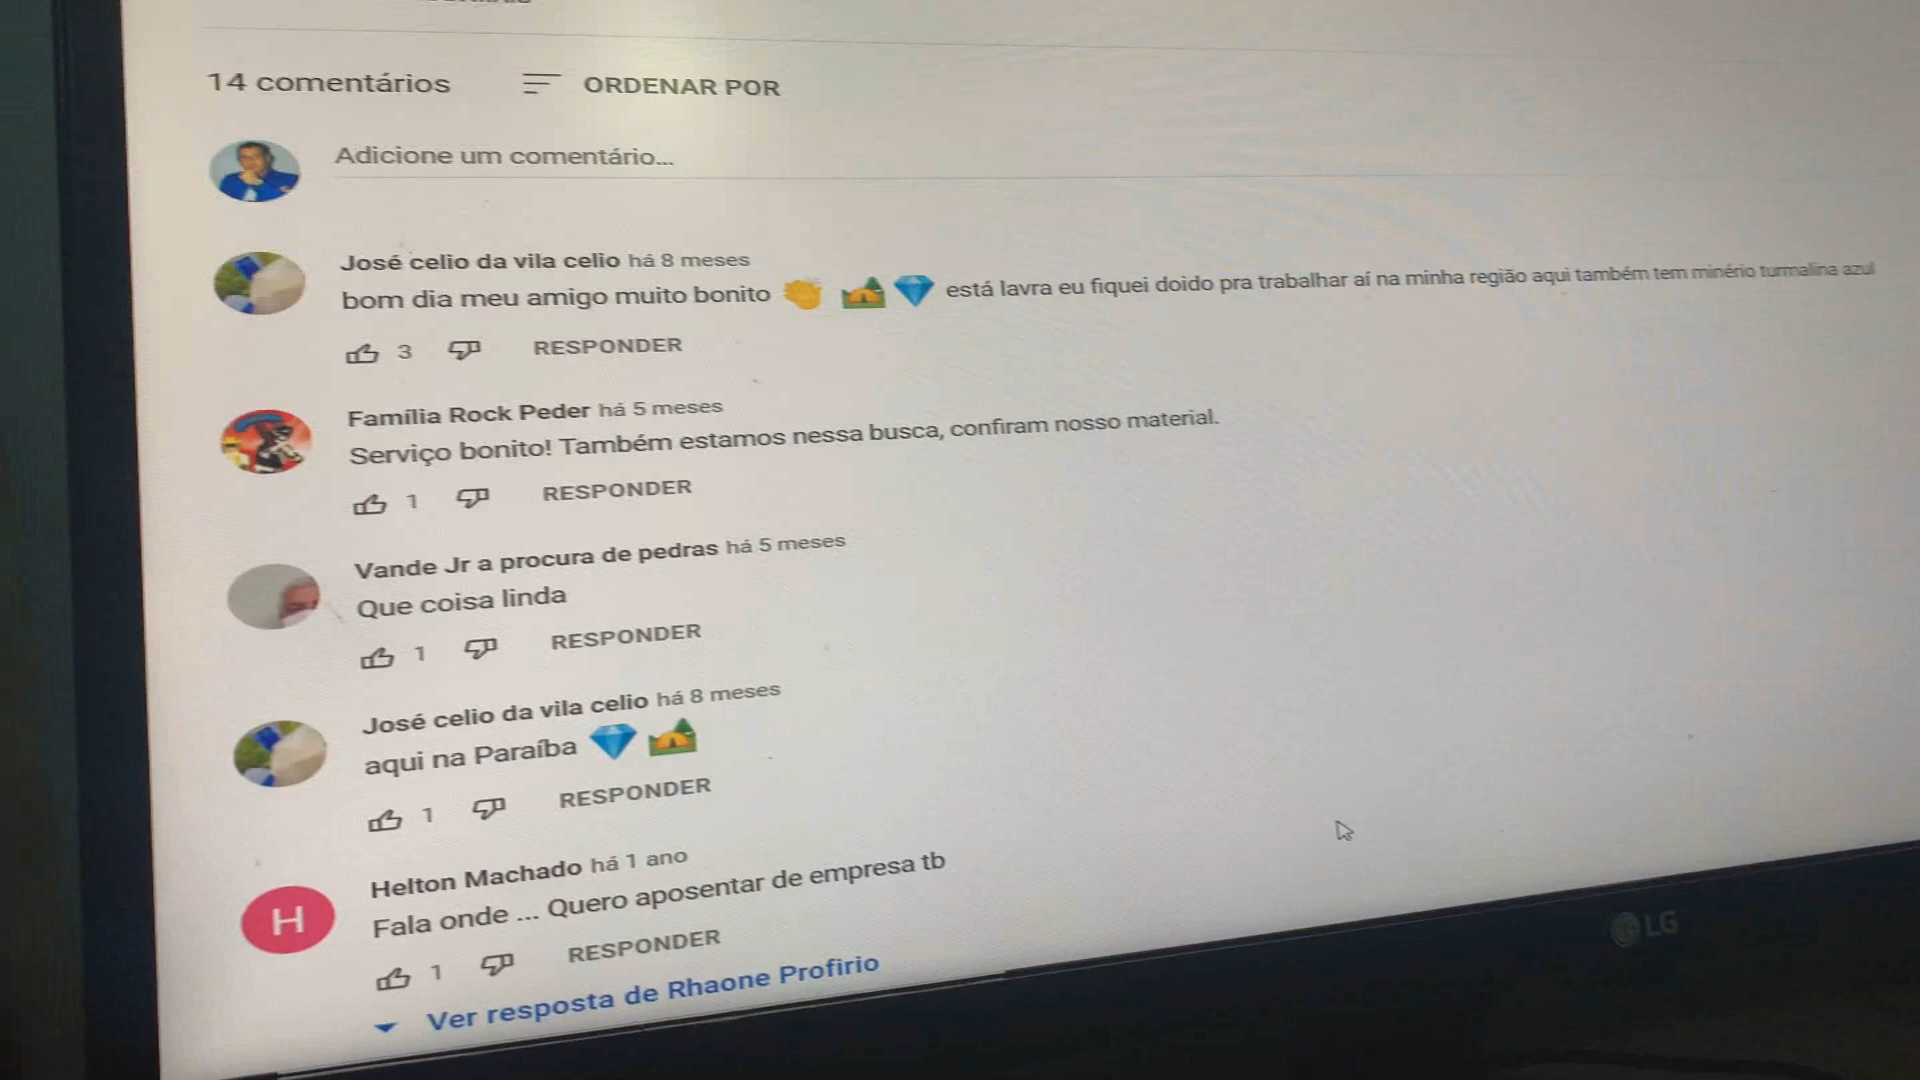 14 comentários ORDENAR POR
Adicione um comentário...
José celio da vila celio há 8 meses
bom dia meu amigo muito bonito 👏 🏕️ 💎 está lavra eu fiquei doido pra trabalhar aí na minha região aqui também tem minério turmalina azul
3 RESPONDER
Família Rock Peder há 5 meses
Serviço bonito! Também estamos nessa busca, confiram nosso material.
1 RESPONDER
Vande Jr a procura de pedras há 5 meses
Que coisa linda
1 RESPONDER
José celio da vila celio há 8 meses
aqui na Paraíba 💎 🏕️
1 RESPONDER
Helton Machado há 1 ano
H
Fala onde ... Quero aposentar de empresa tb
1 RESPONDER
Ver resposta de Rhaone Profirio
LG